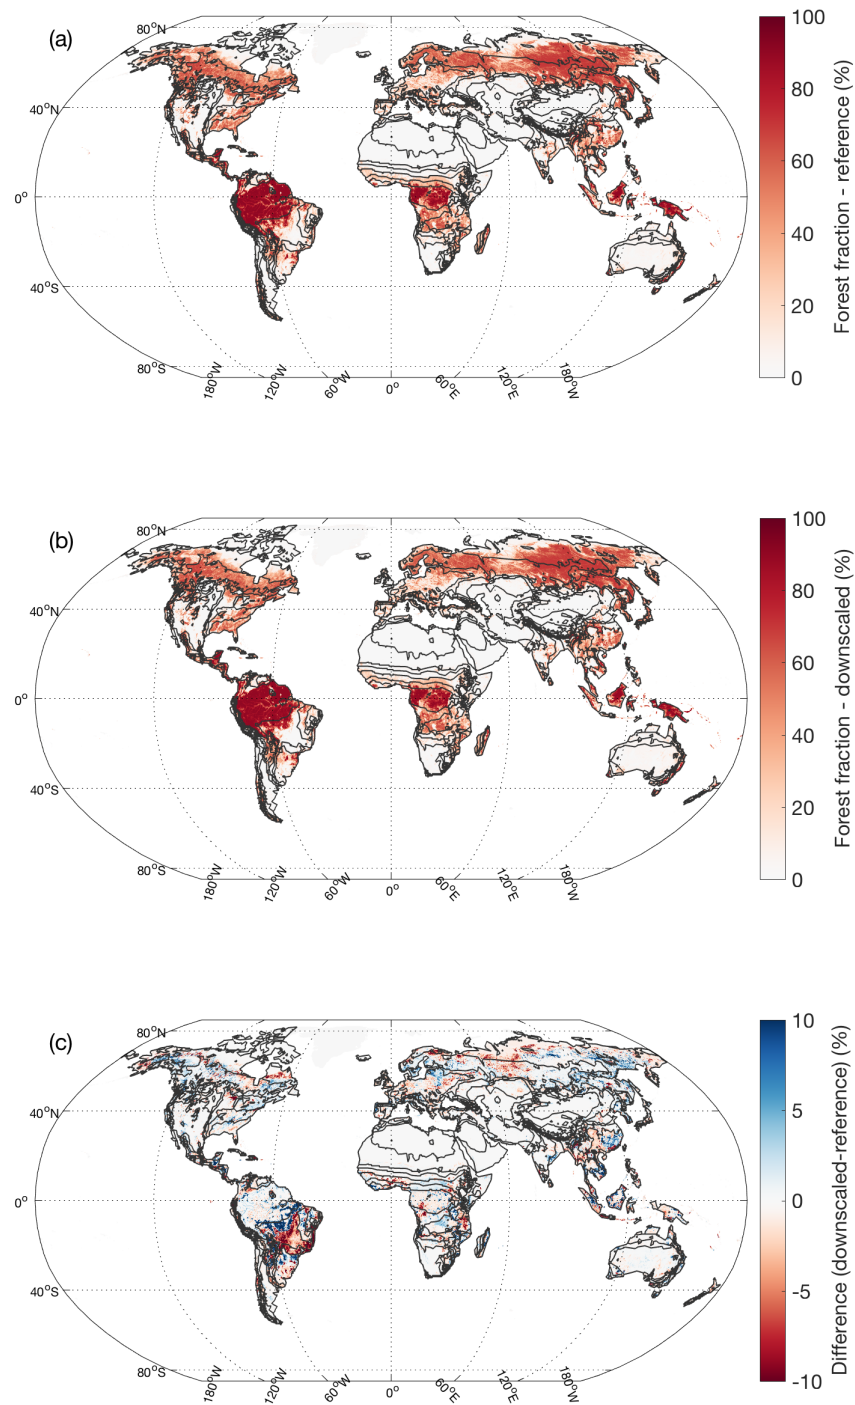 (a)
80°N
40°N
0°
40°S
80°S
180°W
120°W
60°W
0°
60°E
120°E
180°W
100
80
60
40
20
0
Forest fraction - reference (%)
(b)
80°N
40°N
0°
40°S
80°S
180°W
120°W
60°W
0°
60°E
120°E
180°W
100
80
60
40
20
0
Forest fraction - downscaled (%)
(c)
80°N
40°N
0°
40°S
80°S
180°W
120°W
60°W
0°
60°E
120°E
180°W
10
5
0
-5
-10
Difference (downscaled-reference) (%)